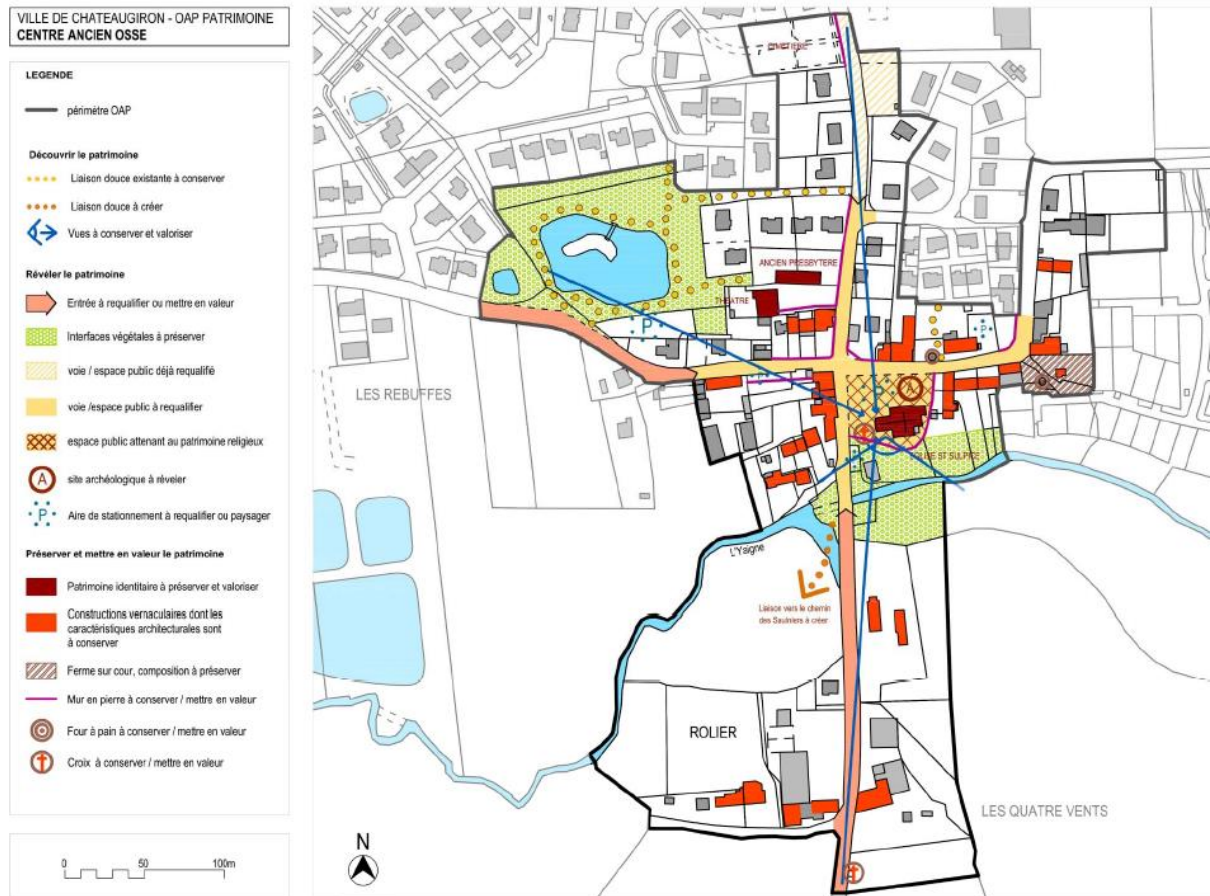 VILLE DE CHATEAUGIRON - OAP PATRIMOINE
CENTRE ANCIEN OSSE
LEGENDE
périmètre OAP
Découvrir le patrimoine
Liaison douce existante à conserver
Liaison douce à créer
Vues à conserver et valoriser
Révéler le patrimoine
Entrée à requalifier ou mettre en valeur
Interfaces végétales à préserver
voie / espace public déjà requalifié
voie /espace public à requalifier
espace public attenant au patrimoine religieux
A
site archéologique à révéler
P
Aire de stationnement à requalifier ou paysager
Préserver et mettre en valeur le patrimoine
Patrimoine identitaire à préserver et valoriser
Constructions vernaculaires dont les
caractéristiques architecturales sont
à conserver
Ferme sur cour, composition à préserver
Mur en pierre à conserver / mettre en valeur
Four à pain à conserver / mettre en valeur
Croix à conserver / mettre en valeur
0 50 100m
CIMETIERE
ANCIEN PRESBYTERE
THEATRE
P
P
A
P
LES REBUFFES
EGLISE ST SULPICE
L'Yaigne
Liaison vers le chemin
des Saulniers à créer
ROLIER
LES QUATRE VENTS
N